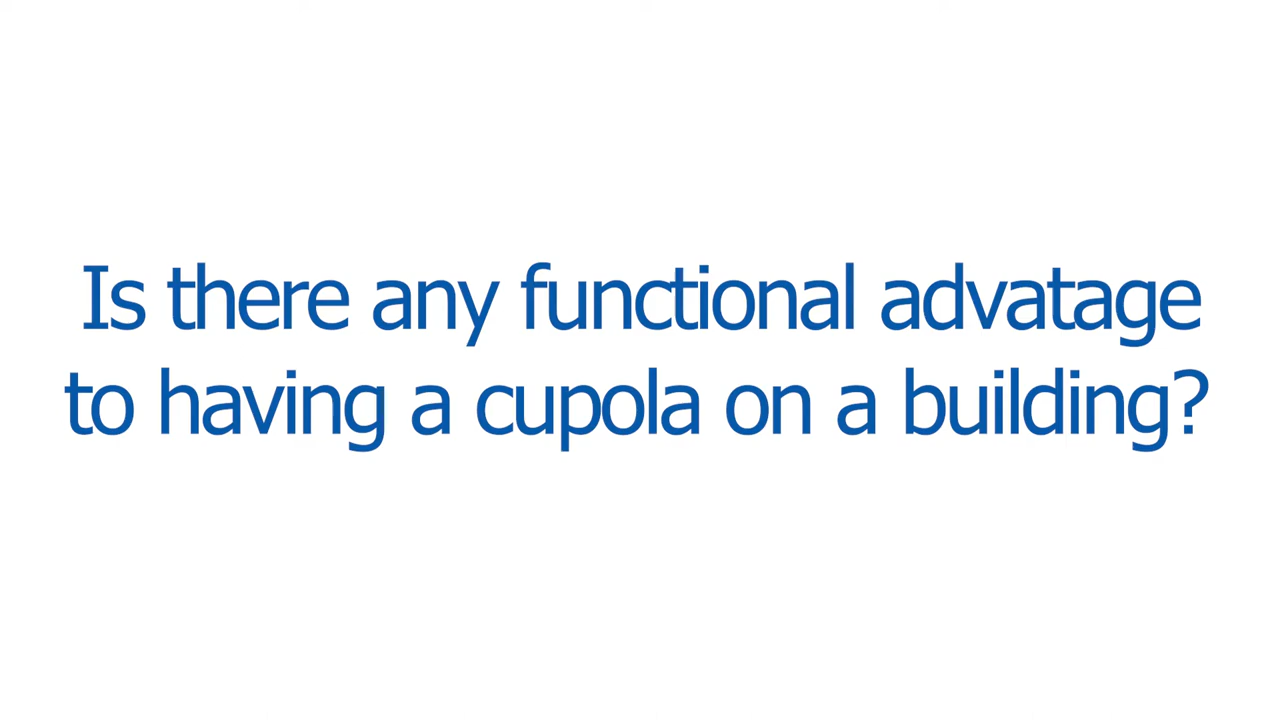 Is there any functional advatage
to having a cupola on a building?